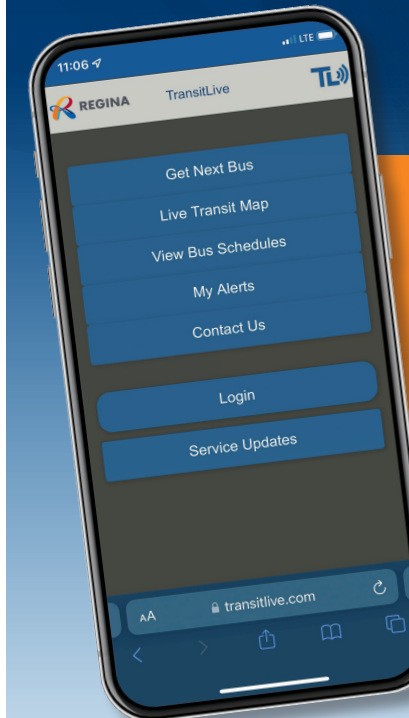 11:06
LTE
REGINA
TransitLive
TL
Get Next Bus
Live Transit Map
View Bus Schedules
My Alerts
Contact Us
Login
Service Updates
AA
transitlive.com